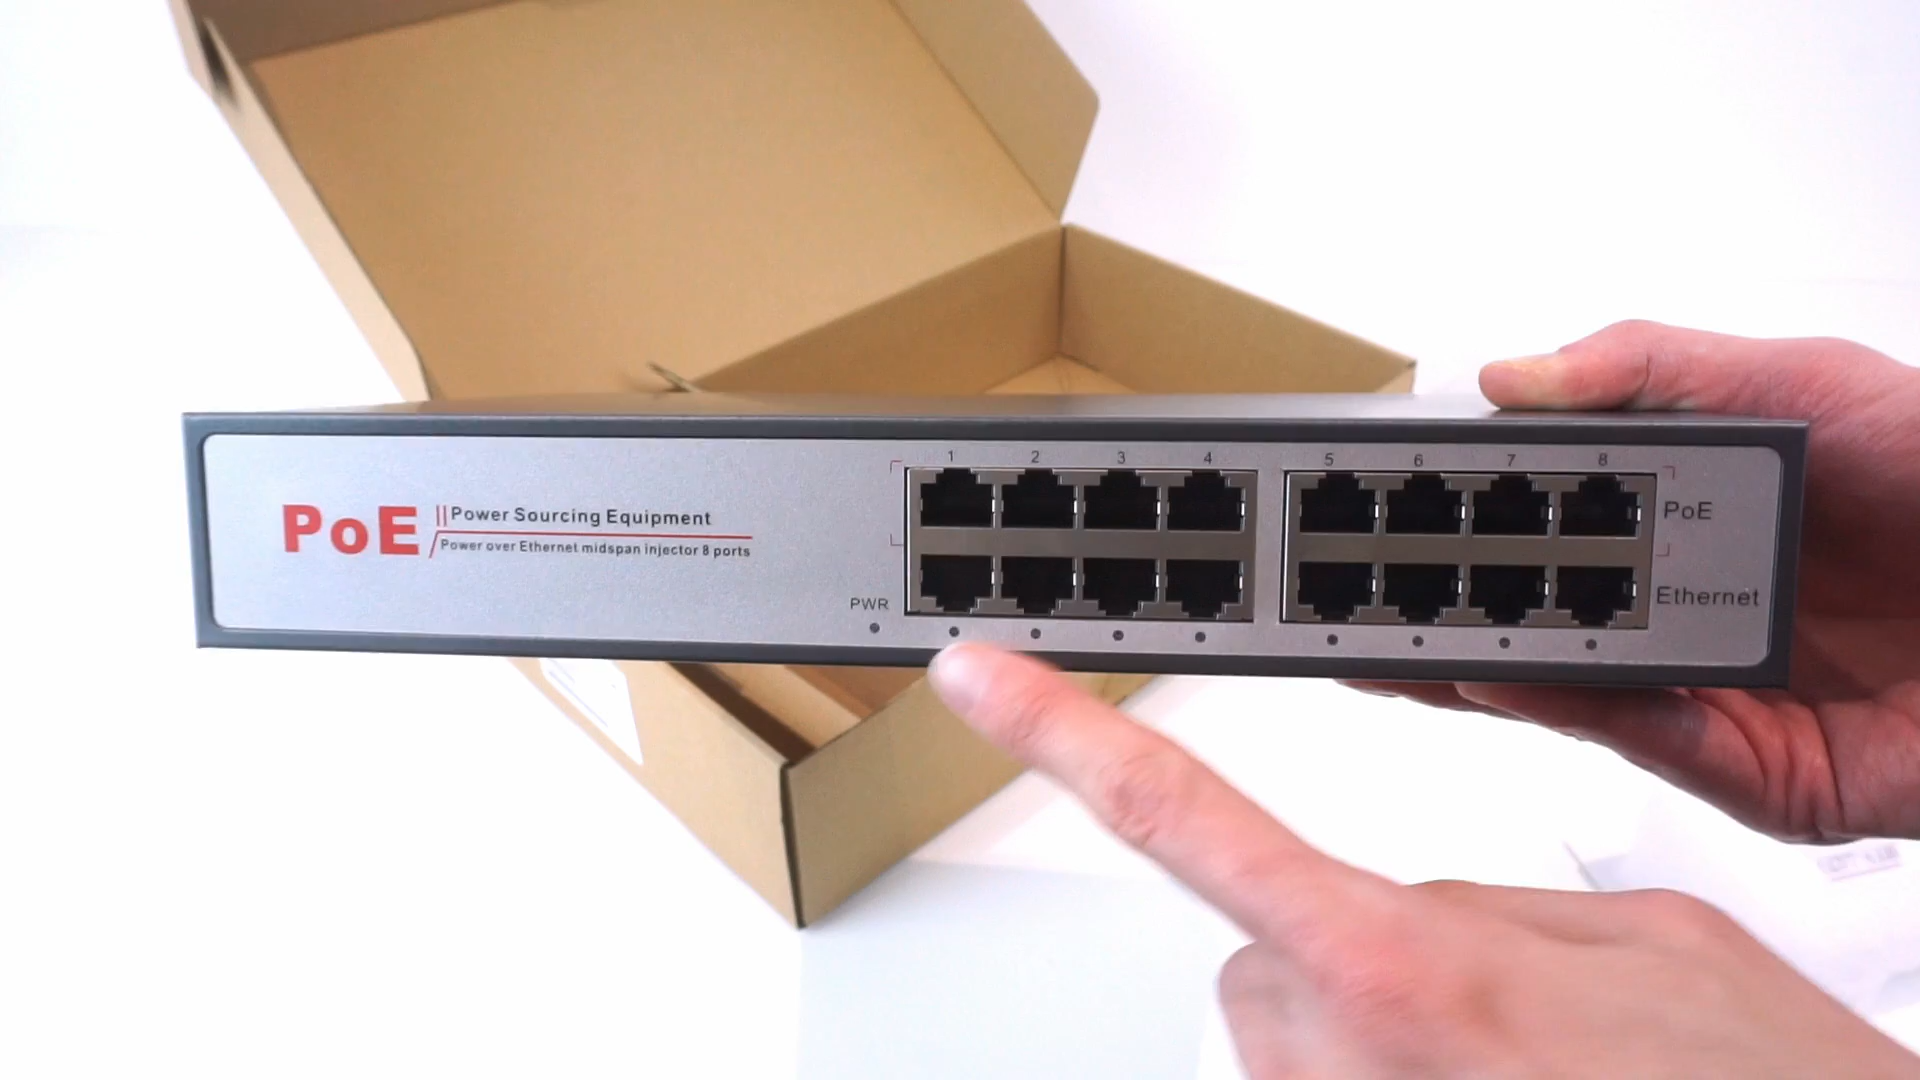 1 2 3 4 5 6 7 8
PoE Power Sourcing Equipment
Power over Ethernet midspan injector 8 ports
PoE
PWR
Ethernet